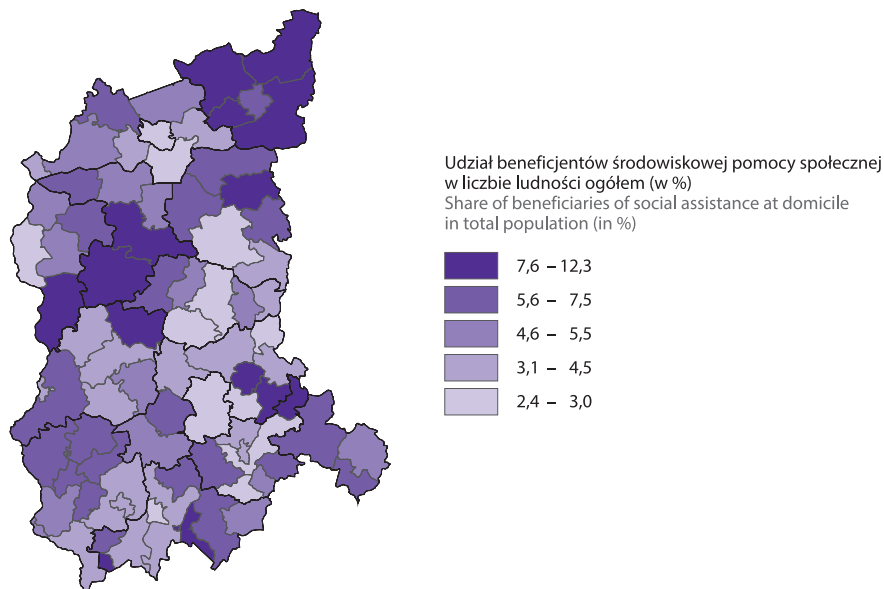 Udział beneficjentów środowiskowej pomocy społecznej
w liczbie ludności ogółem (w %)
Share of beneficiaries of social assistance at domicile
in total population (in %)
7,6 – 12,3
5,6 – 7,5
4,6 – 5,5
3,1 – 4,5
2,4 – 3,0